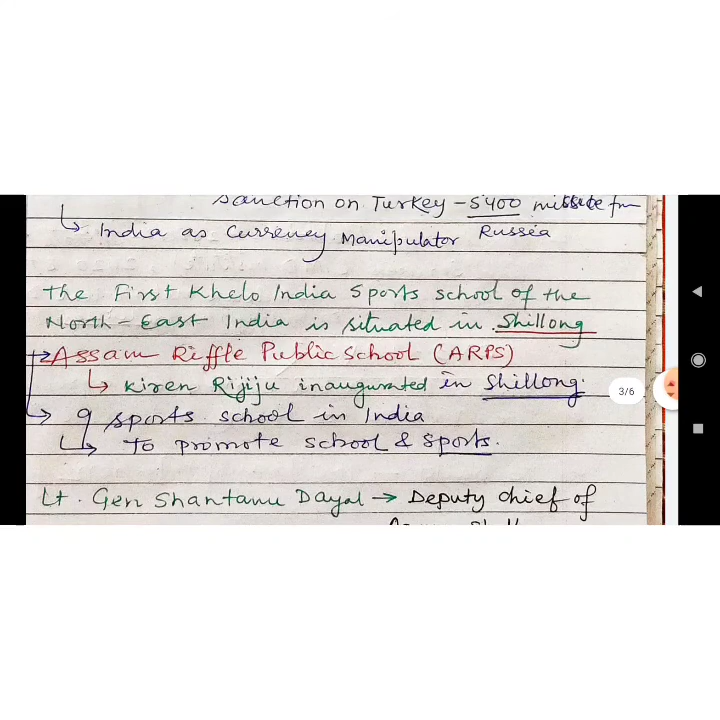 Sanction on Turkey - S400 missile fm
↳ India as Currency Manipulator Russia
The First Khelo India Sports school of the
North-East India is situated in Shillong
Assam Riffle Public School (ARPS)
↳ Kiren Rijiju inaugurated in Shillong.
3/6
→ 9 sports school in India
↳ To promote school & sports.
Lt. Gen Shantanu Dayal → Deputy chief of